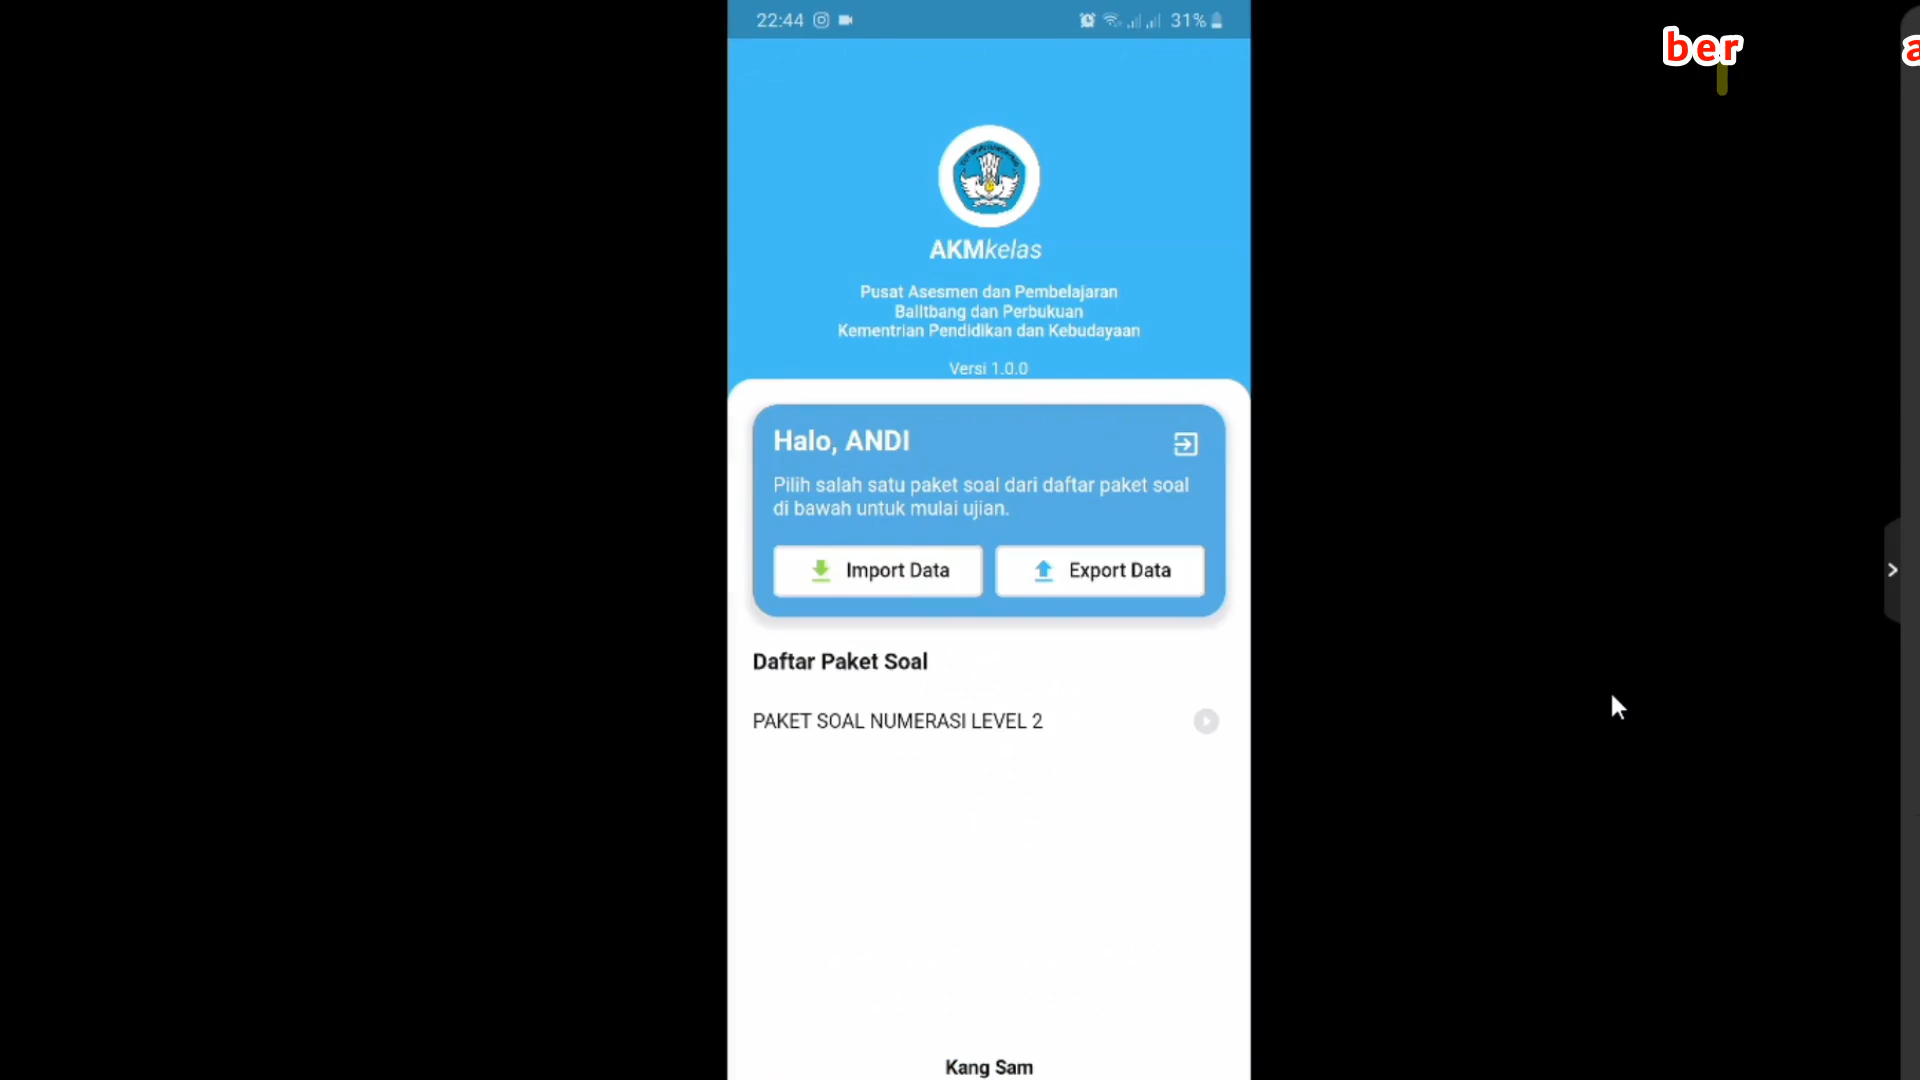 22:44
31%
ber
AKMkelas
Pusat Asesmen dan Pembelajaran
Balitbang dan Perbukuan
Kementrian Pendidikan dan Kebudayaan
Versi 1.0.0
Halo, ANDI
Pilih salah satu paket soal dari daftar paket soal
di bawah untuk mulai ujian.
Import Data
Export Data
Daftar Paket Soal
PAKET SOAL NUMERASI LEVEL 2
Kang Sam